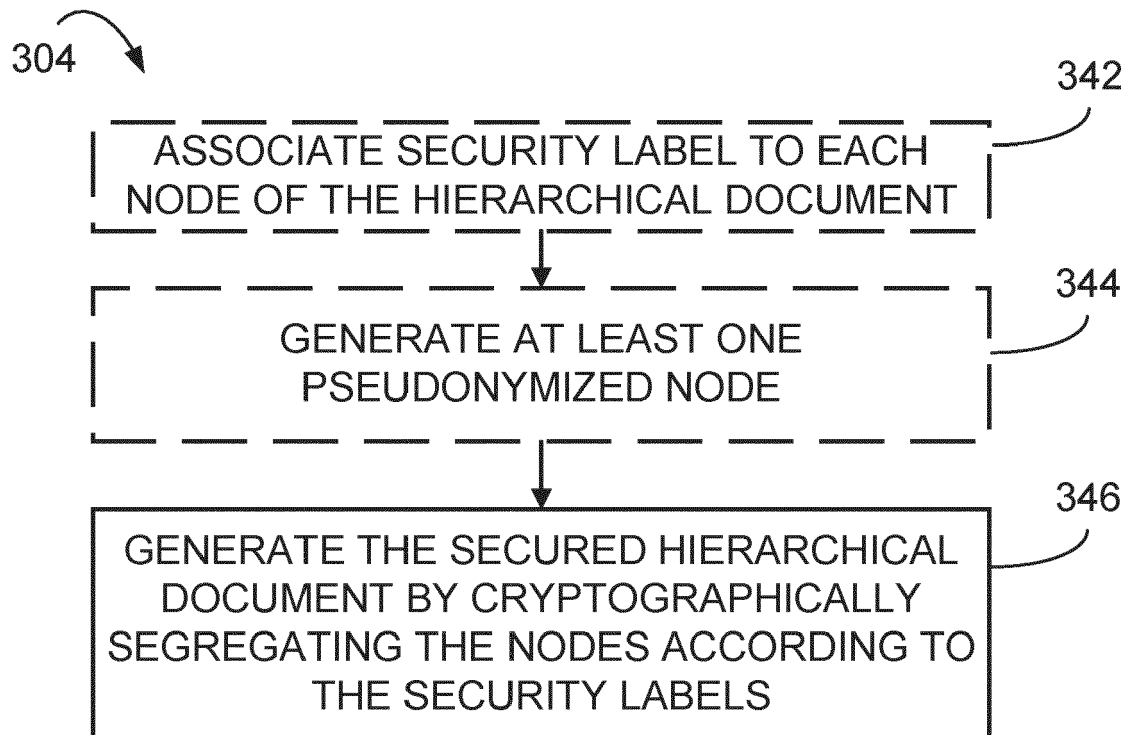 304
342
ASSOCIATE SECURITY LABEL TO EACH
NODE OF THE HIERARCHICAL DOCUMENT
344
GENERATE AT LEAST ONE
PSEUDONYMIZED NODE
346
GENERATE THE SECURED HIERARCHICAL
DOCUMENT BY CRYPTOGRAPHICALLY
SEGREGATING THE NODES ACCORDING TO
THE SECURITY LABELS